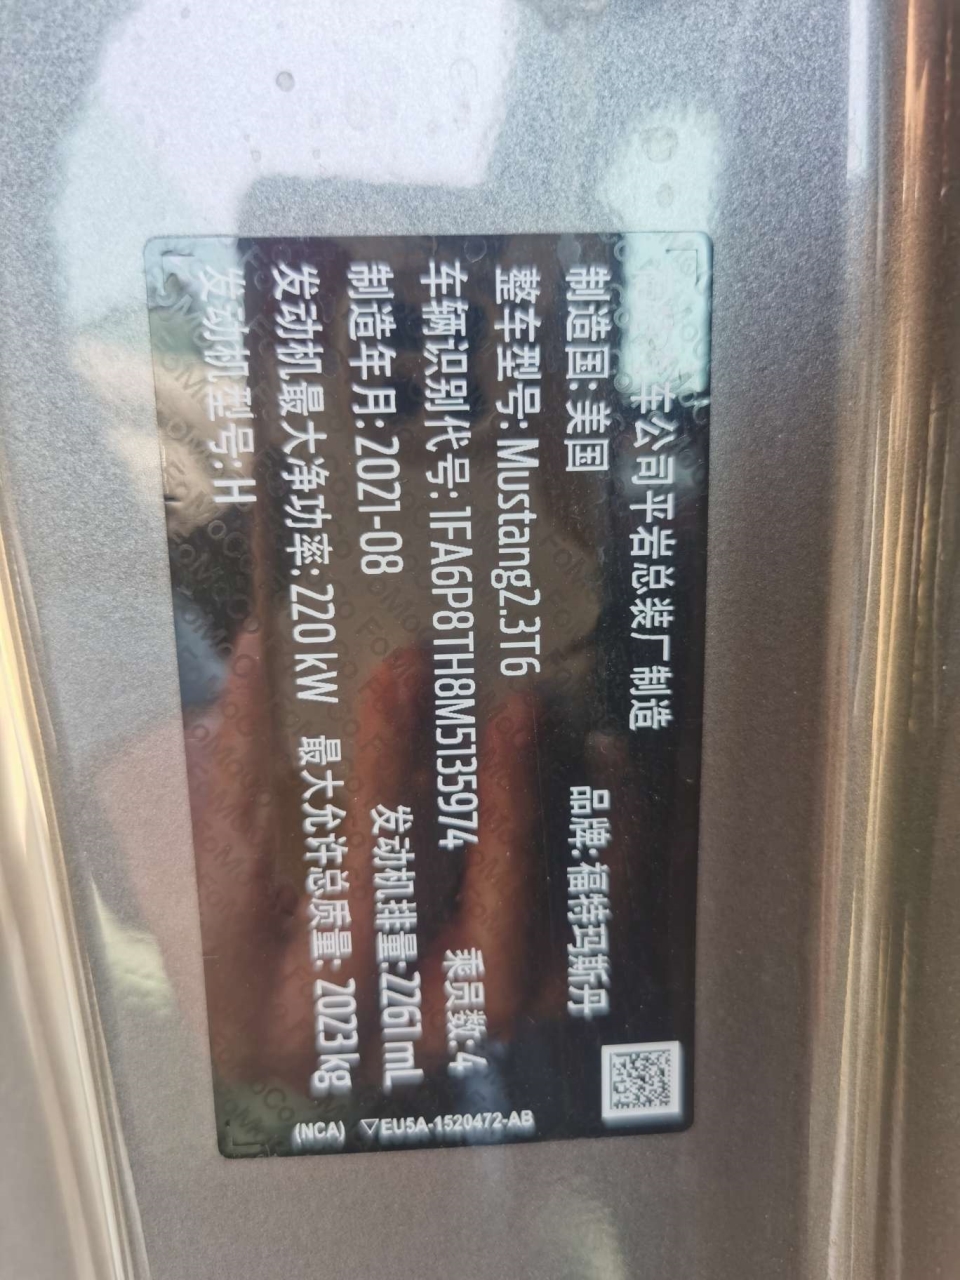 车公司平岩总装厂制造
制造国:美国 品牌:福特玛斯丹
整车型号:Mustang2.3T6
车辆识别代号:1FA6P8TH8M5135974 乘员数:4
制造年月:2021-08 发动机排量:2261mL
发动机最大净功率:220kW 最大允许总质量:2023kg
发动机型号:H
(NCA) ▽EU5A-1520472-AB